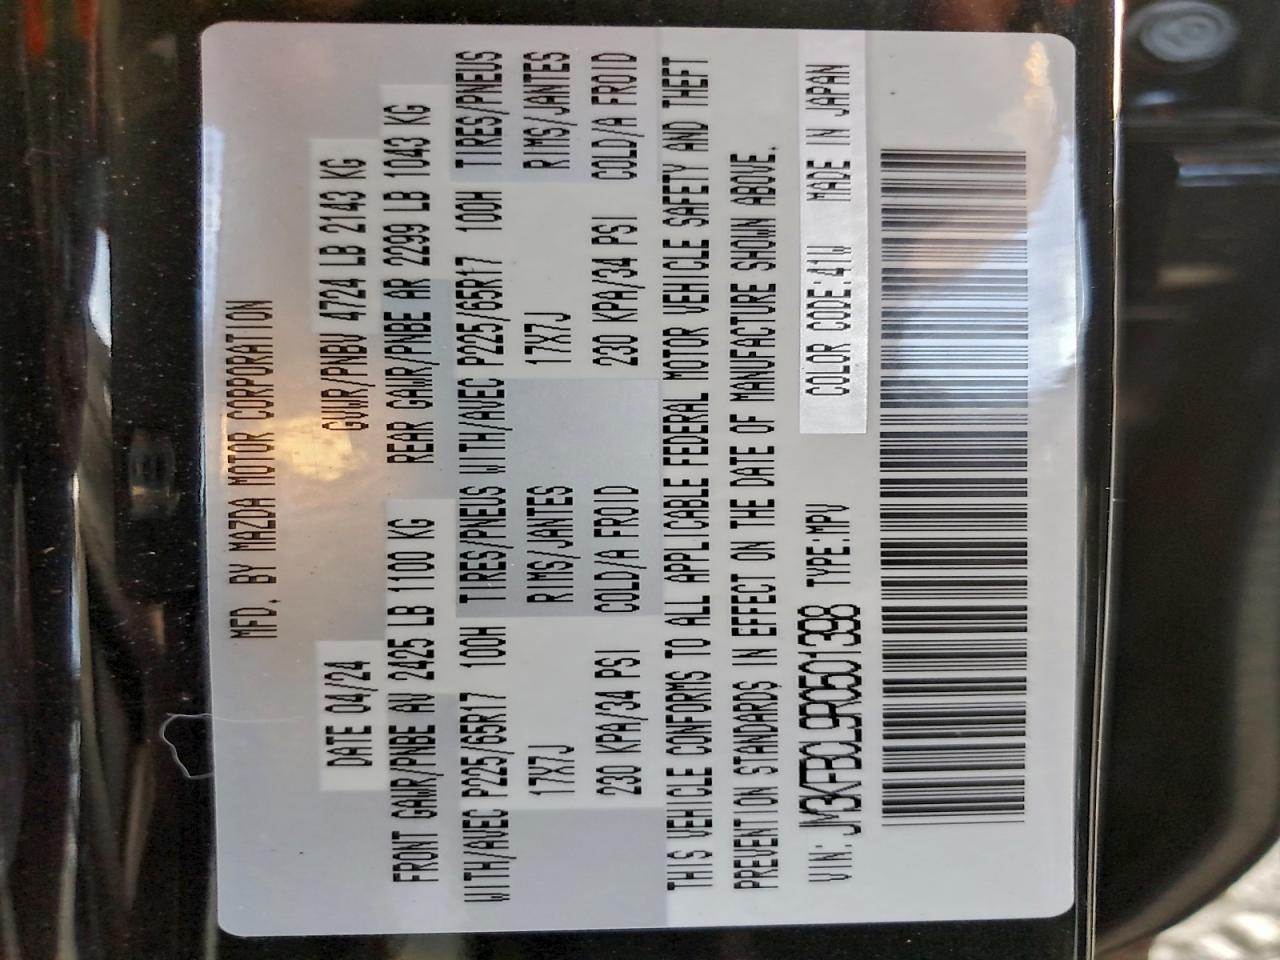 MFD. BY MAZDA MOTOR CORPORATION
DATE 04/24 GVWR/PNBV 4724 LB 2143 KG
FRONT GAWR/PNBE AV 2425 LB 1100 KG REAR GAWR/PNBE AR 2299 LB 1043 KG
WITH/AVEC P225/65R17 100H TIRES/PNEUS WITH/AVEC P225/65R17 100H TIRES/PNEUS
17X7J RIMS/JANTES 17X7J RIMS/JANTES
230 KPA/34 PSI COLD/A FROID 230 KPA/34 PSI COLD/A FROID
THIS VEHICLE CONFORMS TO ALL APPLICABLE FEDERAL MOTOR VEHICLE SAFETY AND THEFT
PREVENTION STANDARDS IN EFFECT ON THE DATE OF MANUFACTURE SHOWN ABOVE.
VIN: JM3KFBCL9R0501398 TYPE:MPV COLOR CODE:41W MADE IN JAPAN